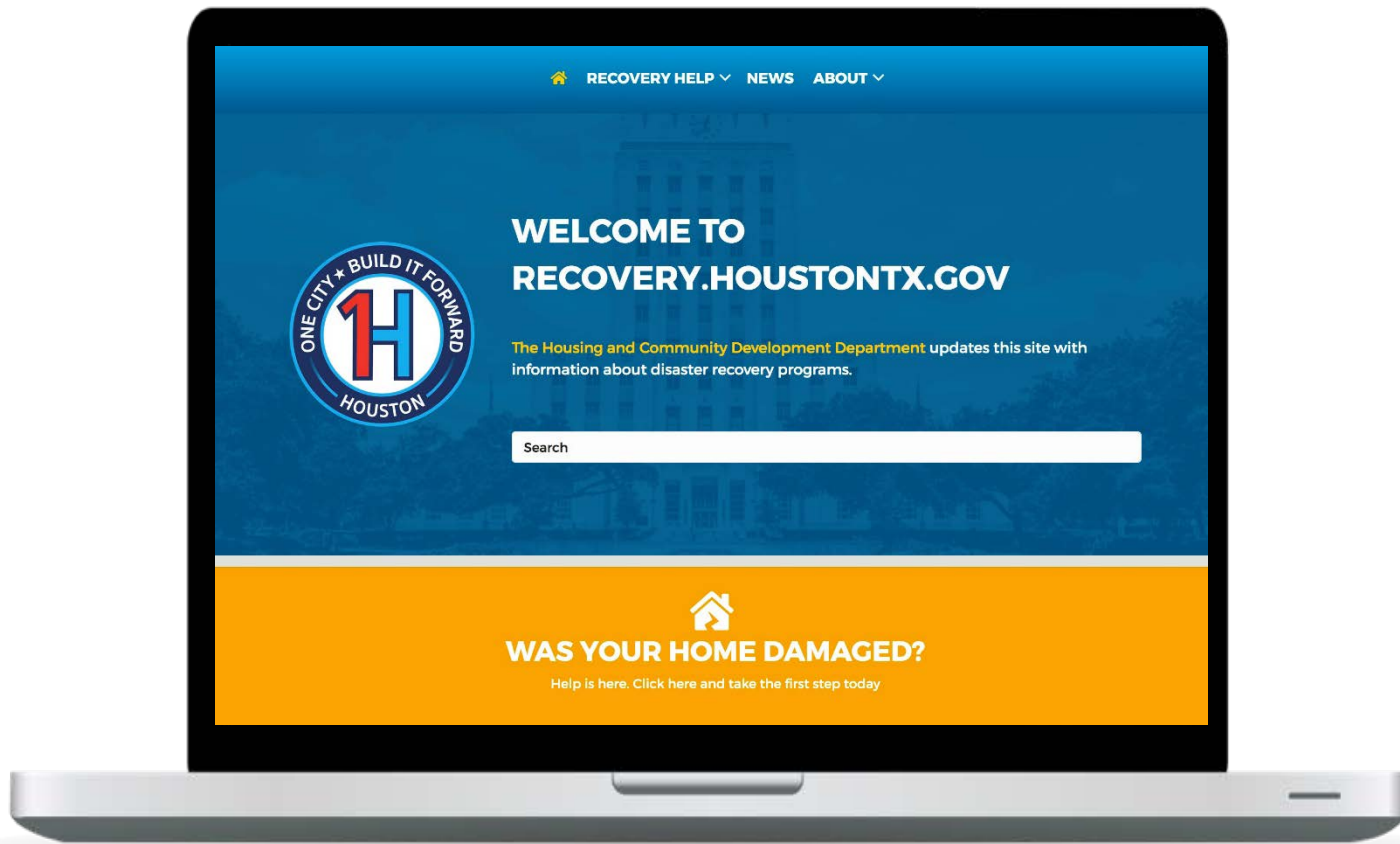 RECOVERY HELP NEWS ABOUT
WELCOME TO
RECOVERY.HOUSTONTX.GOV
ONE CITY ★ BUILD IT FORWARD
1H
HOUSTON
The Housing and Community Development Department updates this site with
information about disaster recovery programs.
Search
WAS YOUR HOME DAMAGED?
Help is here. Click here and take the first step today